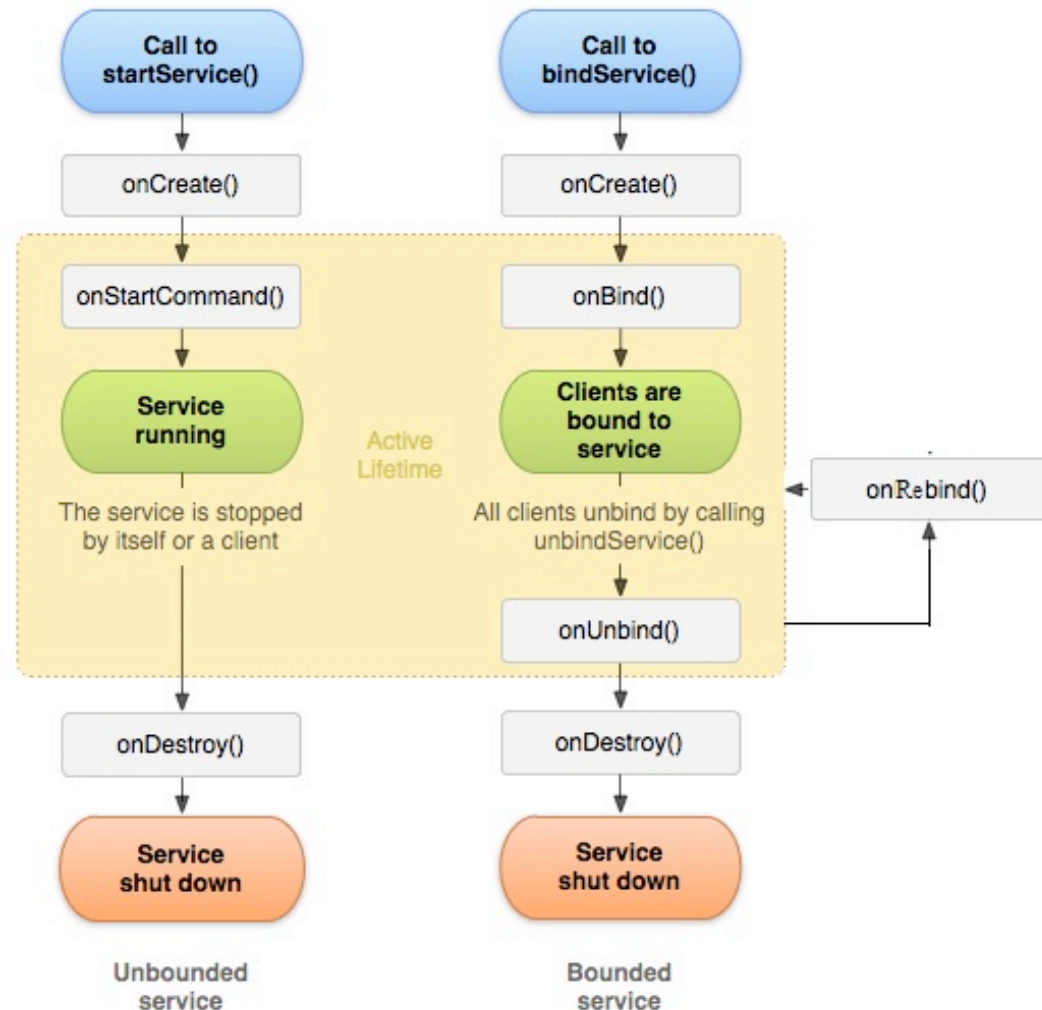 Call to
startService()
onCreate()
onStartCommand()
Service
running
The service is stopped
by itself or a client
onDestroy()
Service
shut down
Unbounded
service
Active
Lifetime
Call to
bindService()
onCreate()
onBind()
Clients are
bound to
service
All clients unbind by calling
unbindService()
onUnbind()
onRebind()
onDestroy()
Service
shut down
Bounded
service